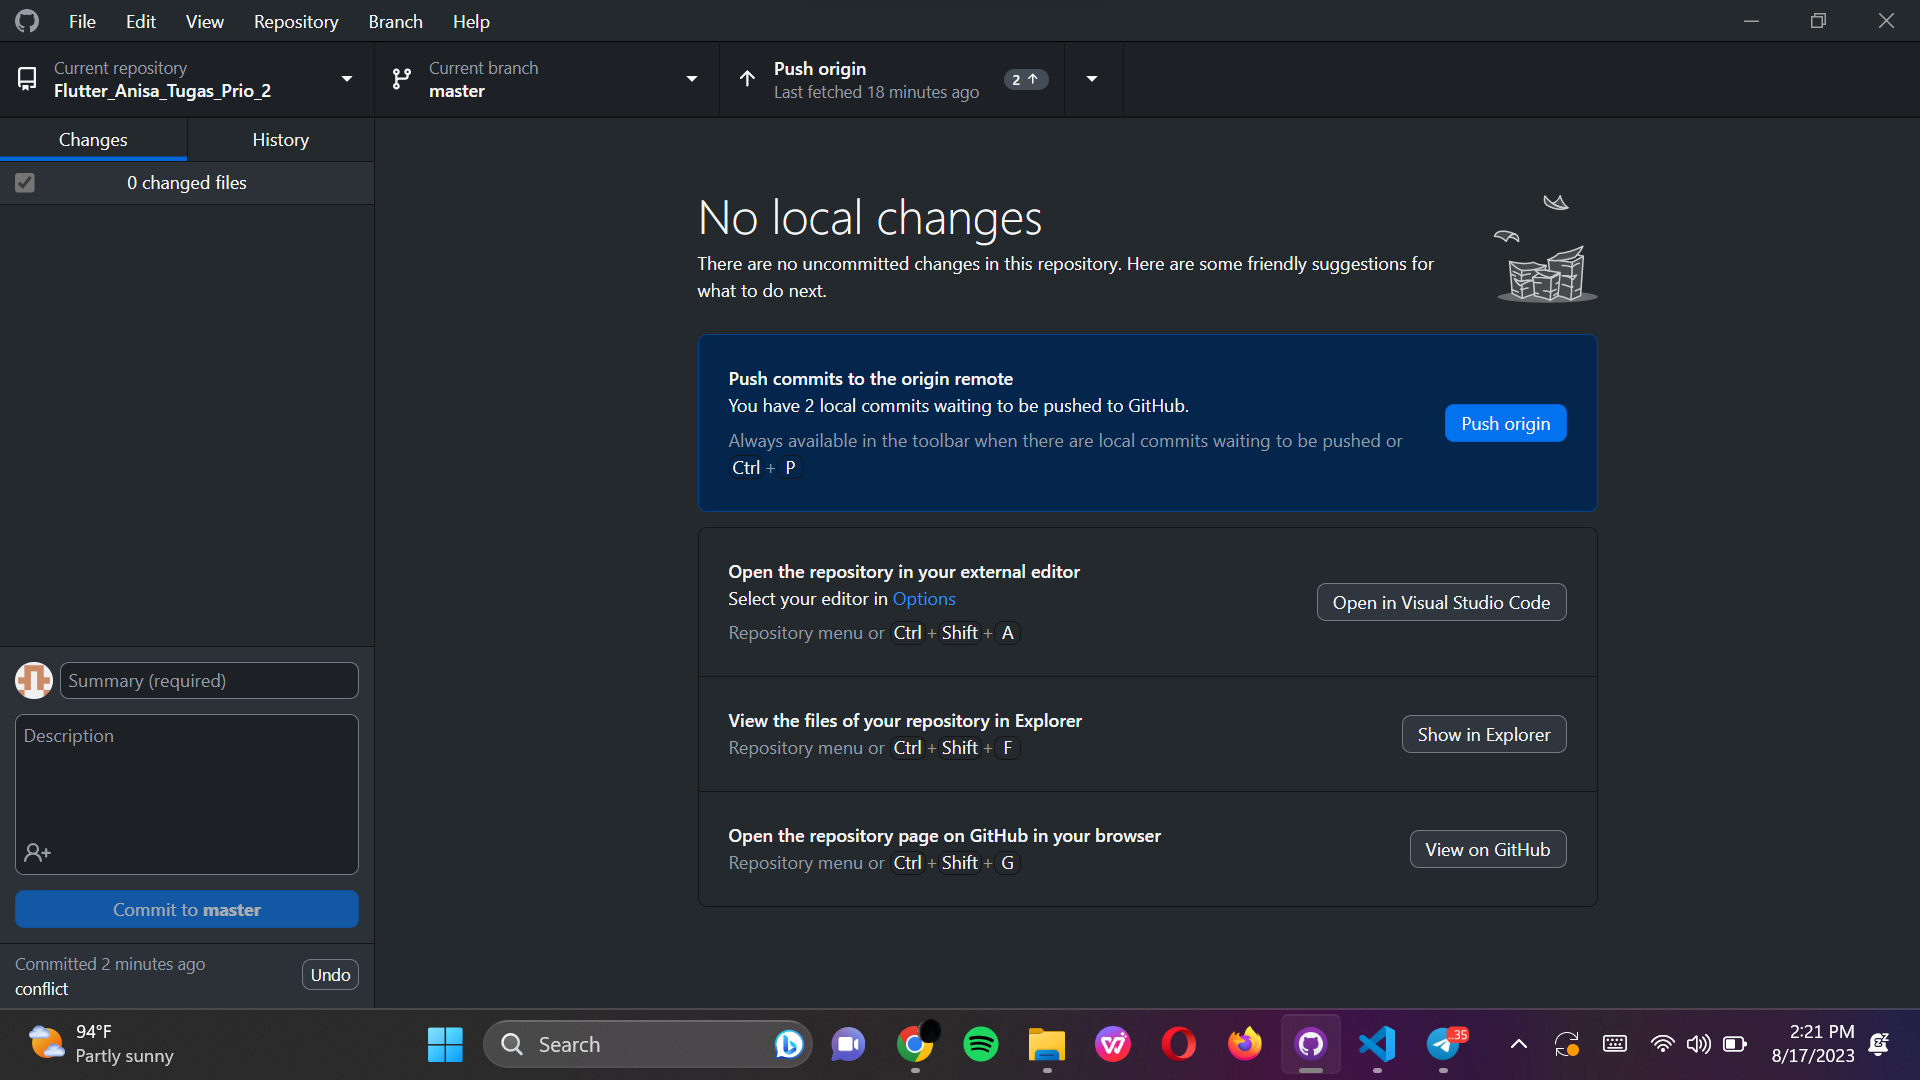 File Edit View Repository Branch Help
Current repository
Flutter_Anisa_Tugas_Prio_2
Current branch
master
Push origin
Last fetched 18 minutes ago
2
Changes
History
0 changed files
No local changes
There are no uncommitted changes in this repository. Here are some friendly suggestions for
what to do next.
Push commits to the origin remote
You have 2 local commits waiting to be pushed to GitHub.
Always available in the toolbar when there are local commits waiting to be pushed or
Ctrl + P
Push origin
Open the repository in your external editor
Select your editor in Options
Repository menu or Ctrl + Shift + A
Open in Visual Studio Code
View the files of your repository in Explorer
Repository menu or Ctrl + Shift + F
Show in Explorer
Open the repository page on GitHub in your browser
Repository menu or Ctrl + Shift + G
View on GitHub
Summary (required)
Description
Commit to master
Committed 2 minutes ago
conflict
Undo
94°F
Partly sunny
Search
35
2:21 PM
8/17/2023